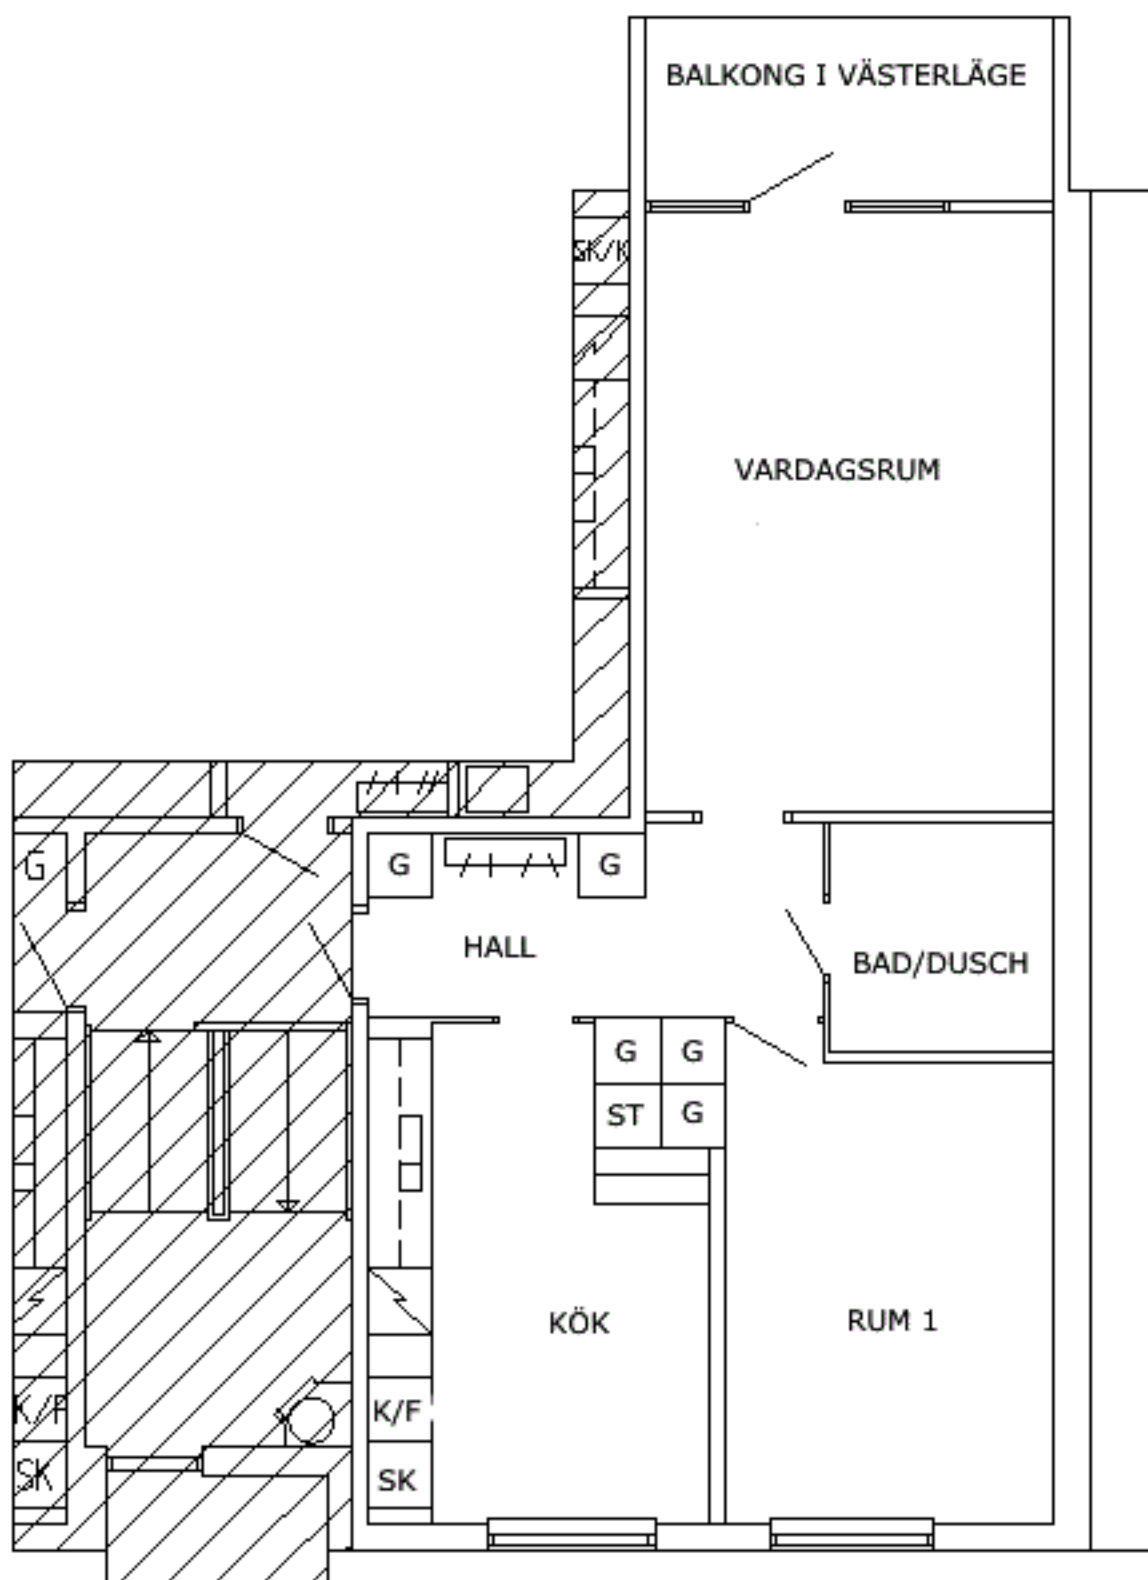 BALKONG I VÄSTERLÄGE
SK/K
VARDAGSRUM
G
G
G
HALL
BAD/DUSCH
G G
ST G
KÖK
RUM 1
K/F
K/F
SK
SK